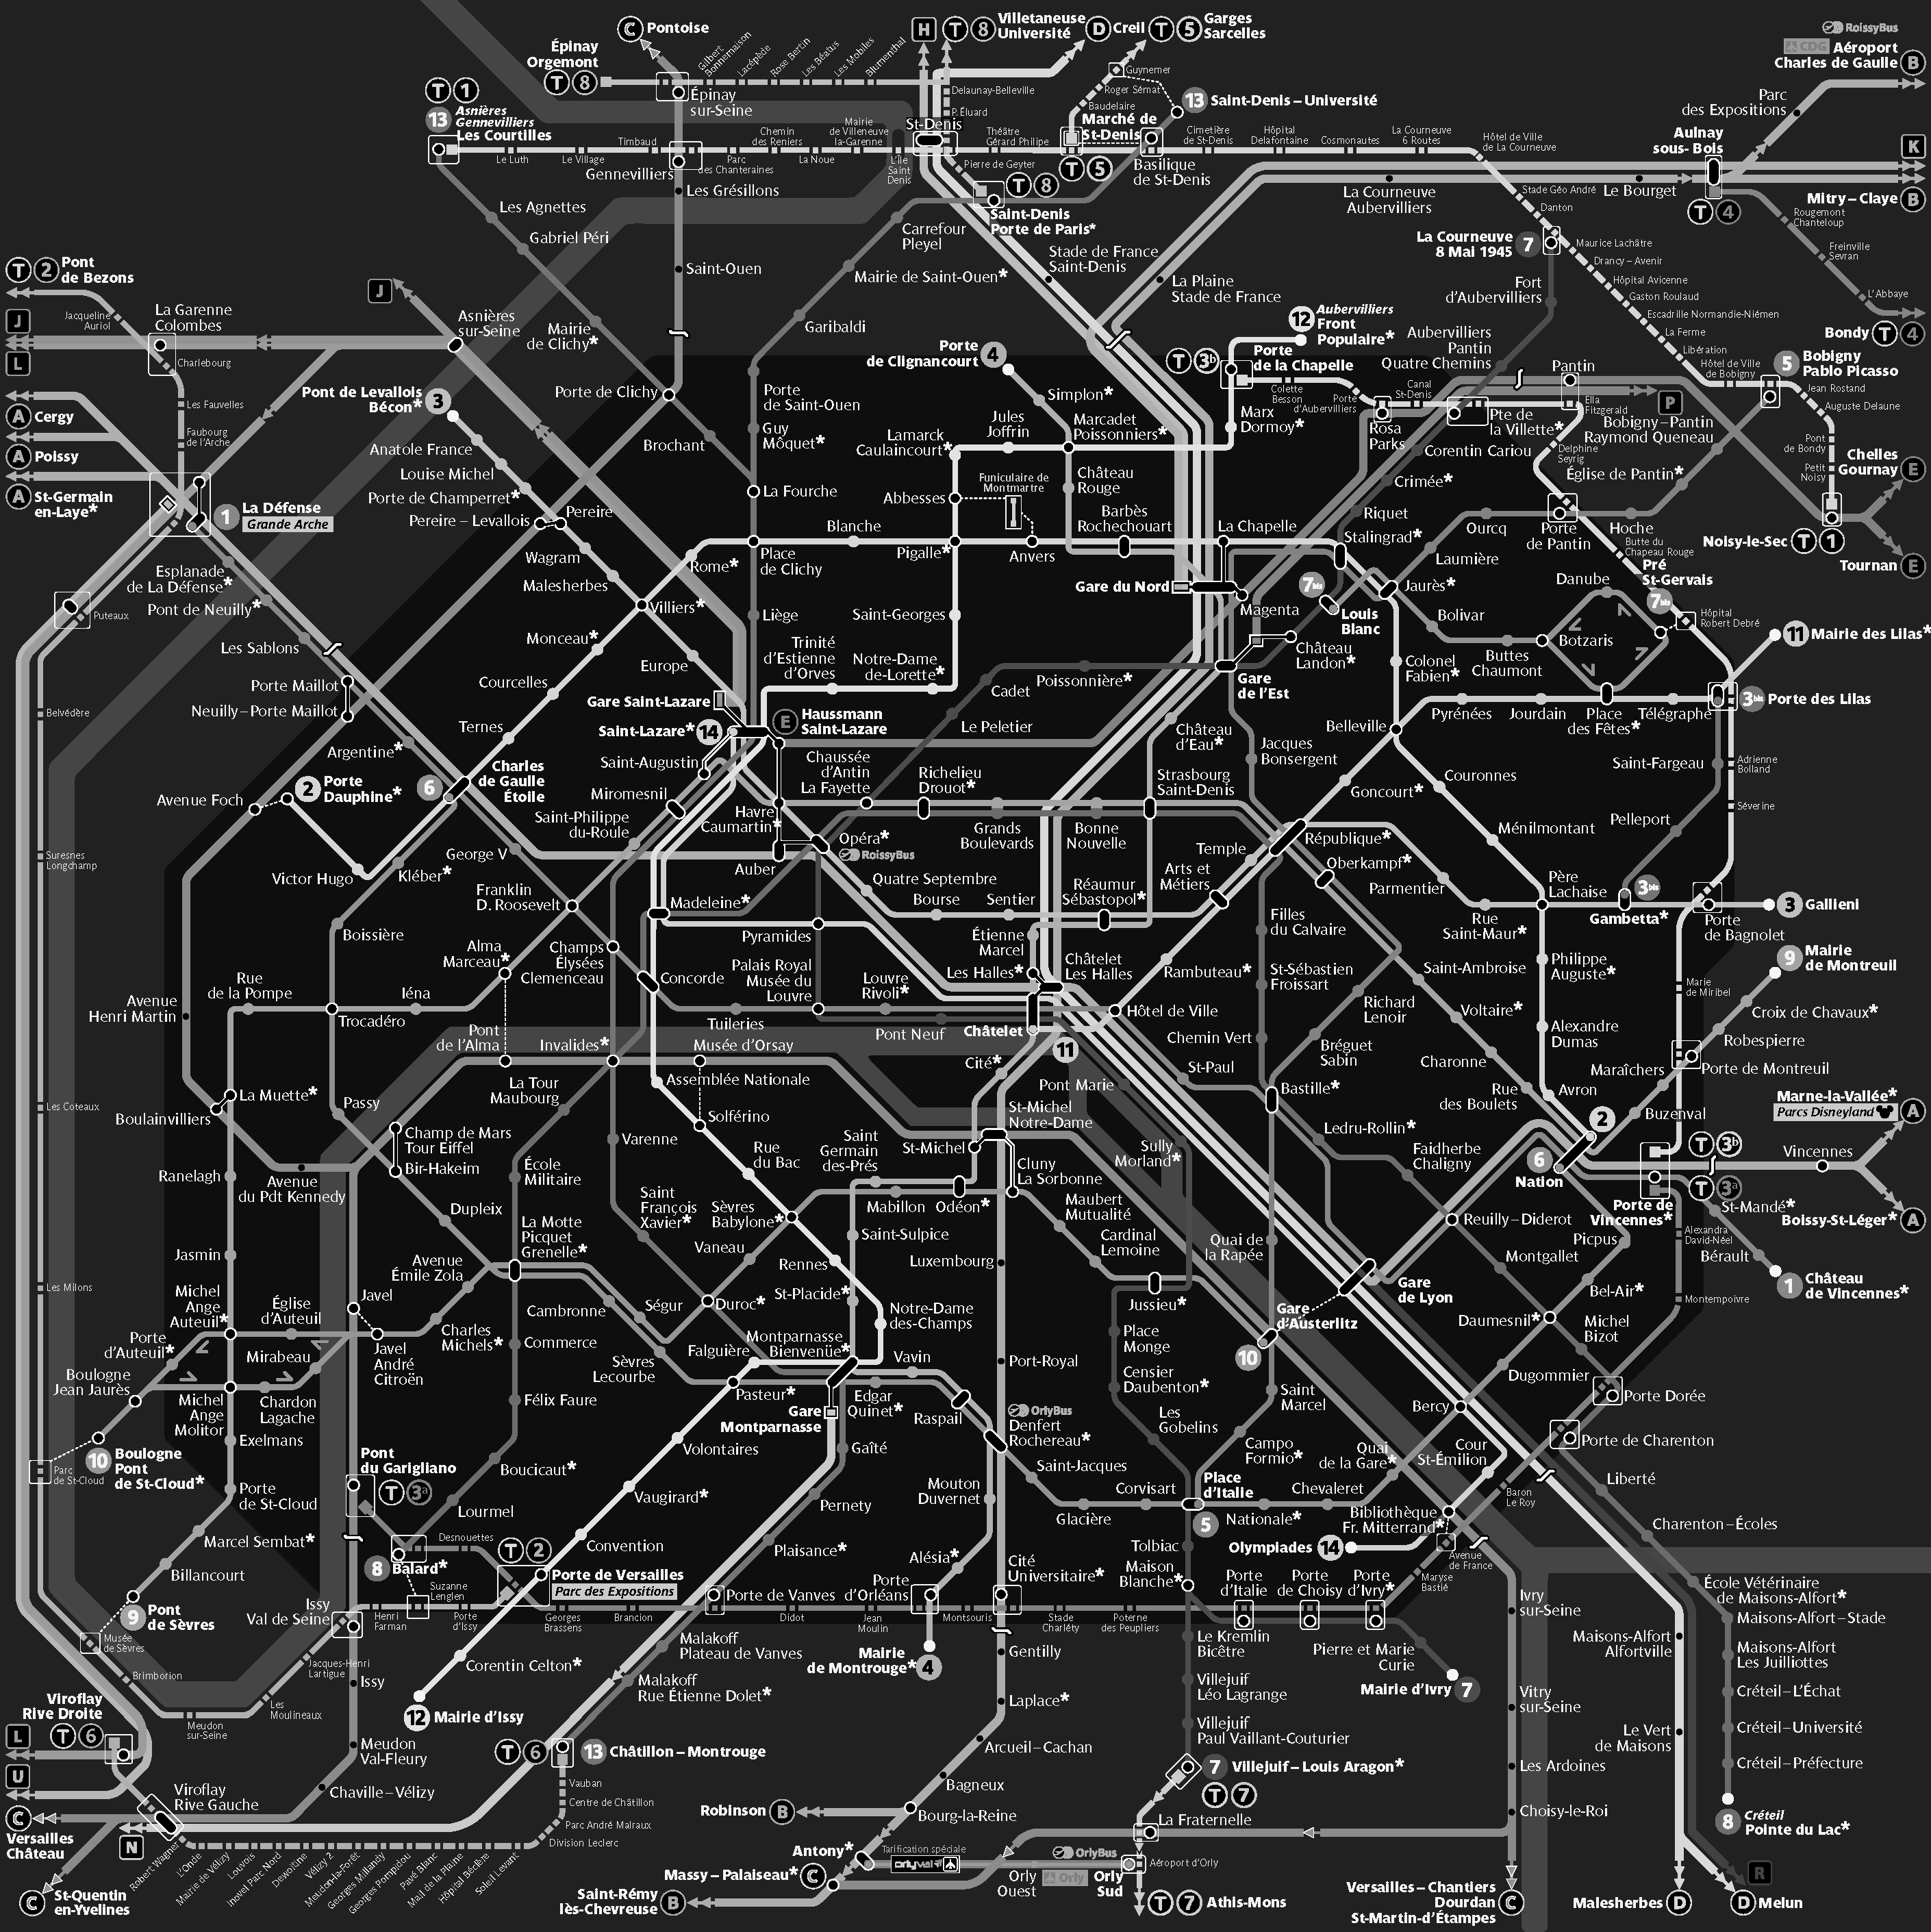 C Pontoise
H T 8 Villetaneuse
Université
D Creil
T 5 Garges
Sarcelles
RoissyBus
CDG Aéroport
Charles de Gaulle B
Épinay
Orgemont
T 8
Gilbert
Bonnemaison
Lacépède
Rose Bertin
Les Béatus
Les Mobiles
Blumenthal
Épinay
sur-Seine
Delaunay-Belleville
P. Éluard
Guynemer
Roger Sémat
Baudelaire
Marché de
St-Denis
13 Saint-Denis – Université
Parc
des Expositions
Aulnay
sous- Bois
K
T 1
13 Asnières
Gennevilliers
Les Courtilles
Le Luth
Le Village
Timbaud
Gennevilliers
Parc
des Chanteraines
Chemin
des Reniers
La Noue
Mairie
de Villeneuve
la-Garenne
L'Île
Saint
Denis
St-Denis
Théâtre
Gérard Philipe
Pierre de Geyter
T 8
T 5
Basilique
de St-Denis
Cimetière
de St-Denis
Hôpital
Delafontaine
Cosmonautes
La Courneuve
6 Routes
Hôtel de Ville
de La Courneuve
Stade Géo André
Danton
La Courneuve
Aubervilliers
Le Bourget
Mitry – Claye B
T 4
Rougemont
Chanteloup
Freinville
Sevran
L'Abbaye
Bondy T 4
Les Grésillons
Les Agnettes
Gabriel Péri
Saint-Ouen
Carrefour
Pleyel
Saint-Denis
Porte de Paris*
Mairie de Saint-Ouen*
Stade de France
Saint-Denis
La Plaine
Stade de France
La Courneuve
8 Mai 1945 7
Maurice Lachâtre
Drancy – Avenir
Hôpital Avicenne
Gaston Roulaud
Escadrille Normandie-Niémen
La Ferme
Libération
Hôtel de Ville
de Bobigny
5 Bobigny
Pablo Picasso
Jean Rostand
Auguste Delaune
Pont
de Bondy
Petit
Noisy
Chelles
Gournay E
Noisy-le-Sec T 1
Tournan E
T 2 Pont
de Bezons
Jacqueline
Auriol
J
L
La Garenne
Colombes
Charlebourg
Les Fauvelles
Faubourg
de l'Arche
J
Asnières
sur-Seine
Mairie
de Clichy*
Garibaldi
Porte de Clichy
Porte
de Saint-Ouen
Guy
Môquet*
Brochant
La Fourche
Porte
de Clignancourt 4
Simplon*
Jules
Joffrin
Marcadet
Poissonniers*
Lamarck
Caulaincourt*
Abbesses
Funiculaire de
Montmartre
Château
Rouge
Barbès
Rochechouart
Anvers
Pigalle*
Blanche
Place
de Clichy
12 Aubervilliers
Front
Populaire*
T 3b
Porte
de la Chapelle
Marx
Dormoy*
Colette
Besson
Porte
d'Aubervilliers
Rosa
Parks
Canal
St-Denis
Fort
d'Aubervilliers
Aubervilliers
Pantin
Quatre Chemins
Pte de
la Villette*
Corentin Cariou
Crimée*
Riquet
Stalingrad*
Pantin
P
Ella
Fitzgerald
Bobigny – Pantin
Raymond Queneau
Delphine
Seyrig
Église de Pantin*
Hoche
Porte
de Pantin
Ourcq
Laumière
Jaurès*
Butte du
Chapeau Rouge
Pré
St-Gervais
7bis
Hôpital
Robert Debré
Danube
Botzaris
Buttes
Chaumont
Bolivar
La Chapelle
Gare du Nord
Magenta
7bis
Louis
Blanc
Château
Landon*
Gare
de l'Est
Colonel
Fabien*
Belleville
Pyrénées
Jourdain
Place
des Fêtes*
Télégraphe
11 Mairie des Lilas*
3bis Porte des Lilas
A Cergy
A Poissy
A St-Germain
en-Laye*
1 La Défense
Grande Arche
Pont de Levallois
Bécon* 3
Anatole France
Louise Michel
Porte de Champerret*
Pereire – Levallois
Pereire
Wagram
Malesherbes
Villiers*
Rome*
Monceau*
Courcelles
Ternes
Europe
Liège
Saint-Georges
Trinité
d'Estienne
d'Orves
Notre-Dame
de-Lorette*
Esplanade
de La Défense*
Pont de Neuilly*
Les Sablons
Porte Maillot
Neuilly – Porte Maillot
Argentine*
Puteaux
Belvédère
Suresnes
Longchamp
Les Coteaux
Les Milons
Parc
de St-Cloud
Gare Saint-Lazare
Saint-Lazare* 14
E Haussmann
Saint-Lazare
Saint-Augustin
Miromesnil
Saint-Philippe
du-Roule
Havre
Caumartin*
Auber
Chaussée
d'Antin
La Fayette
Richelieu
Drouot*
Opéra*
RoissyBus
Cadet
Poissonnière*
Le Peletier
Grands
Boulevards
Bonne
Nouvelle
Château
d'Eau*
Strasbourg
Saint-Denis
Jacques
Bonsergent
Goncourt*
République*
Temple
Oberkampf*
Parmentier
Arts et
Métiers
Couronnes
Ménilmontant
Saint-Fargeau
Pelleport
Gambetta*
3bis
Père
Lachaise
Rue
Saint-Maur*
Adrienne
Bolland
Séverine
Porte
de Bagnolet
3 Gallieni
Avenue Foch
2 Porte
Dauphine*
6
Charles
de Gaulle
Étoile
Victor Hugo
Kléber*
George V
Franklin
D. Roosevelt
Boissière
Alma
Marceau*
Champs
Élysées
Clemenceau
Madeleine*
Concorde
Quatre Septembre
Bourse
Sentier
Réaumur
Sébastopol*
Pyramides
Palais Royal
Musée du
Louvre
Louvre
Rivoli*
Tuileries
Pont Neuf
Étienne
Marcel
Les Halles*
Châtelet
Les Halles
Châtelet
11
Hôtel de Ville
Rambuteau*
Filles
du Calvaire
St-Sébastien
Froissart
Chemin Vert
Richard
Lenoir
Bréguet
Sabin
Saint-Ambroise
Voltaire*
Charonne
Rue
des Boulets
Philippe
Auguste*
Alexandre
Dumas
Avron
Marie
de Miribel
9 Mairie
de Montreuil
Croix de Chavaux*
Robespierre
Porte de Montreuil
Maraîchers
Buzenval
Rue
de la Pompe
Iéna
Trocadéro
Avenue
Henri Martin
La Muette*
Boulainvilliers
Passy
Pont
de l'Alma
Invalides*
Musée d'Orsay
La Tour
Maubourg
Assemblée Nationale
Solférino
Varenne
Rue
du Bac
Cité*
Pont Marie
St-Paul
Bastille*
St-Michel
Notre-Dame
St-Michel
Cluny
La Sorbonne
Saint
Germain
des-Prés
Mabillon
Odéon*
Maubert
Mutualité
Cardinal
Lemoine
Sully
Morland*
Ledru-Rollin*
Faidherbe
Chaligny
2
6
Nation
T 3b
T 3a
Porte de
Vincennes*
St-Mandé*
Bérault
Vincennes
Marne-la-Vallée*
Parcs Disneyland A
Boissy-St-Léger* A
1 Château
de Vincennes*
Ranelagh
Jasmin
Avenue
du Pdt Kennedy
Champ de Mars
Tour Eiffel
Bir-Hakeim
Dupleix
École
Militaire
La Motte
Picquet
Grenelle*
Saint
François
Xavier*
Sèvres
Babylone*
Vaneau
Rennes
Saint-Sulpice
St-Placide*
Luxembourg
Notre-Dame
des-Champs
Jussieu*
Quai de
la Rapée
Reuilly – Diderot
Montgallet
Picpus
Bel-Air*
Alexandra
David-Néel
Montempoivre
Michel
Bizot
Daumesnil*
Gare
de Lyon
Gare
d'Austerlitz
10
Place
Monge
Censier
Daubenton*
Les
Gobelins
Saint
Marcel
Campo
Formio*
Michel
Ange
Auteuil*
Église
d'Auteuil
Javel
Javel
André
Citroën
Avenue
Émile Zola
Charles
Michels*
Mirabeau
Porte
d'Auteuil*
Boulogne
Jean Jaurès
Michel
Ange
Molitor
Chardon
Lagache
Exelmans
10 Boulogne
Pont
de St-Cloud*
Porte
de St-Cloud
Marcel Sembat*
Billancourt
9 Pont
de Sèvres
Musée
de Sèvres
Brimborion
Meudon
sur-Seine
Les
Moulineaux
Jacques-Henri
Lartigue
Cambronne
Commerce
Félix Faure
Boucicaut*
Lourmel
Ségur
Duroc*
Sèvres
Lecourbe
Falguière
Pasteur*
Montparnasse
Bienvenüe*
Gare
Montparnasse
Edgar
Quinet*
Vavin
Raspail
Gaîté
Pernety
Plaisance*
Volontaires
Vaugirard*
Convention
Port-Royal
OrlyBus
Denfert
Rochereau*
Mouton
Duvernet
Saint-Jacques
Glacière
Corvisart
Place
d'Italie
5
Nationale*
Chevaleret
Quai
de la Gare*
Bercy
Cour
St-Émilion
Dugommier
Porte Dorée
Porte de Charenton
Liberté
Charenton – Écoles
Baron
Le Roy
Bibliothèque
Fr. Mitterrand*
Olympiades 14
Avenue
de France
Maryse
Bastié
Pont
du Garigliano
T 3a
8 Balard*
Desnouettes
T 2
Porte de Versailles
Parc des Expositions
Suzanne
Lenglen
Porte
d'Issy
Henri
Farman
Issy
Val de Seine
Georges
Brassens
Brancion
Porte de Vanves
Didot
Jean
Moulin
Alésia*
Porte
d'Orléans
Montsouris
Cité
Universitaire*
Stade
Charléty
Poterne
des Peupliers
Tolbiac
Maison
Blanche*
Porte
d'Italie
Porte
de Choisy
Porte
d'Ivry*
Pierre et Marie
Curie
Mairie d'Ivry 7
Le Kremlin
Bicêtre
Villejuif
Léo Lagrange
Villejuif
Paul Vaillant-Couturier
7 Villejuif – Louis Aragon*
T 7
La Fraternelle
Ivry
sur-Seine
Vitry
sur-Seine
Les Ardoines
Choisy-le-Roi
Maisons-Alfort
Alfortville
Le Vert
de Maisons
École Vétérinaire
de Maisons-Alfort*
Maisons-Alfort – Stade
Maisons-Alfort
Les Juilliottes
Créteil – L'Échat
Créteil – Université
Créteil – Préfecture
8 Créteil
Pointe du Lac*
Issy
Meudon
Val-Fleury
Chaville – Vélizy
Corentin Celton*
12 Mairie d'Issy
Malakoff
Plateau de Vanves
Malakoff
Rue Étienne Dolet*
T 6
13 Châtillon – Montrouge
Vauban
Centre de Châtillon
Parc André Malraux
Division Leclerc
Mairie
de Montrouge* 4
Gentilly
Laplace*
Arcueil – Cachan
Bagneux
Bourg-la-Reine
Robinson B
Antony*
Tarification spéciale
orlyval
Massy – Palaiseau* C
Saint-Rémy
lès-Chevreuse B
OrlyBus
Orly
Ouest
Orly
Orly
Sud
Aéroport d'Orly
T 7 Athis-Mons
Versailles – Chantiers
Dourdan
St-Martin-d'Étampes C
Malesherbes D
R
D Melun
Viroflay
Rive Droite
L T 6
U
C
Versailles
Château
C St-Quentin
en-Yvelines
N
Viroflay
Rive Gauche
Robert Wagner
L'Onde
Mairie de Vélizy
Louvois
Inovel Parc Nord
Dewoitine
Vélizy 2
Meudon-la-Forêt
Georges Millandy
Georges Pompidou
Pavé Blanc
Mail de la Plaine
Hôpital Béclère
Soleil Levant